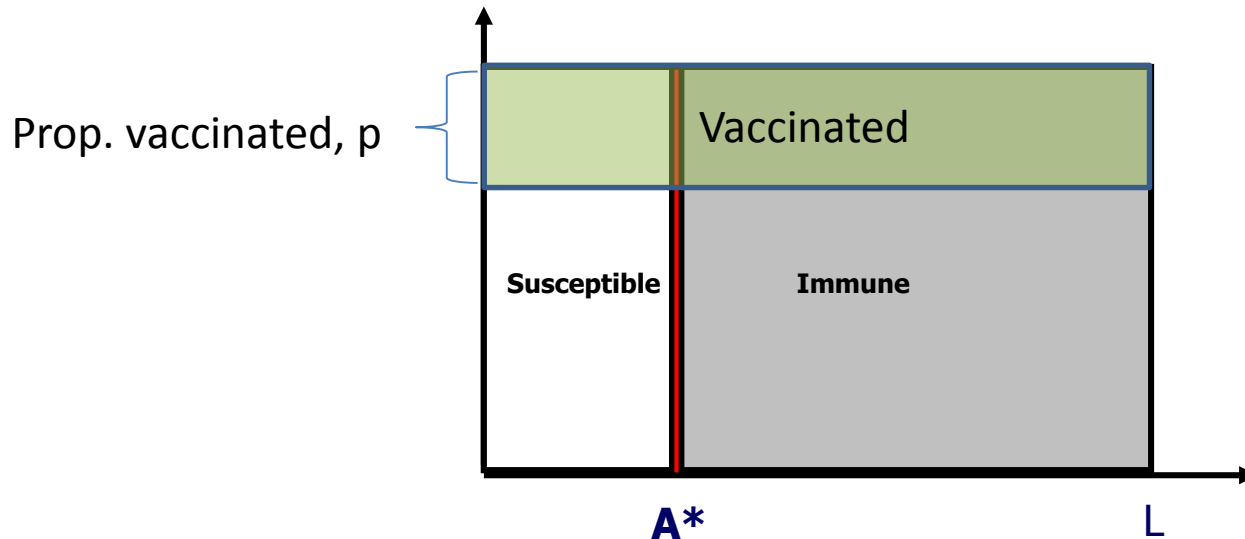 Prop. vaccinated, p
Vaccinated
Susceptible
Immune
A*
L